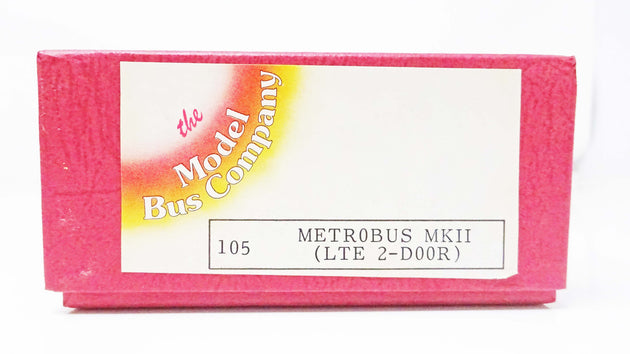 the
Model
Bus Company
105 METROBUS MKII
(LTE 2-DOOR)